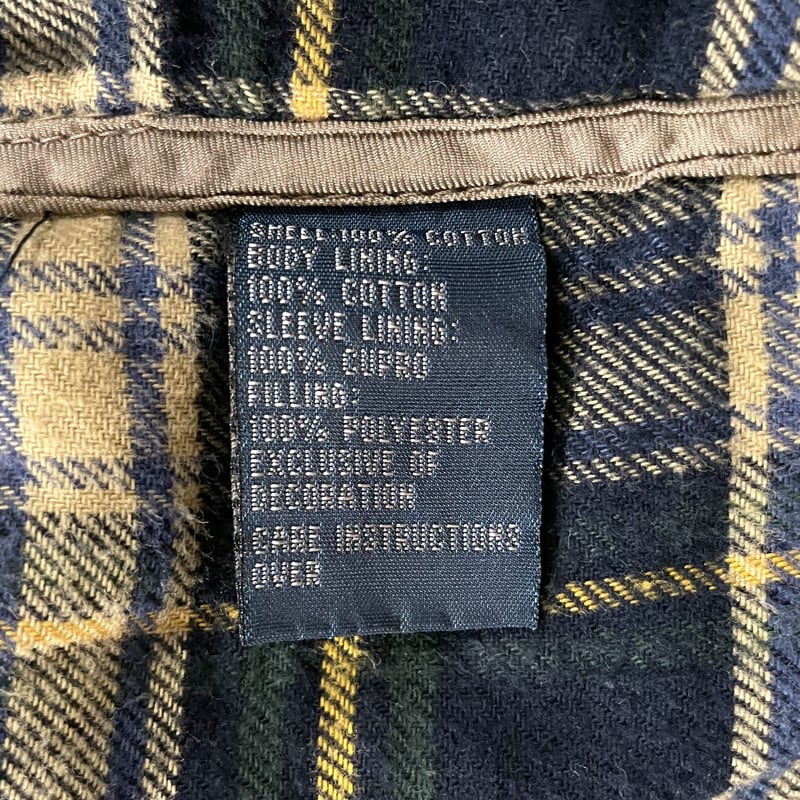 SHELL:100% COTTON
BODY LINING:
100% COTTON
SLEEVE LINING:
100% CUPRO
FILLING:
100% POLYESTER
EXCLUSIVE OF
DECORATION
CARE INSTRUCTIONS
OVER